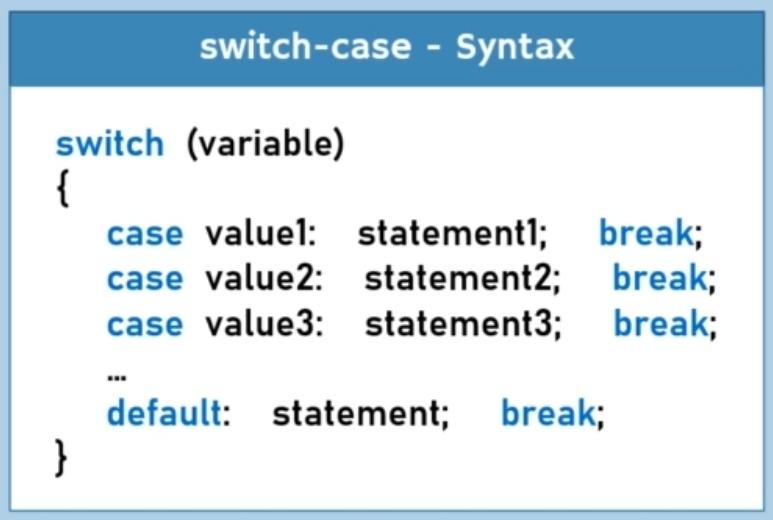 switch-case - Syntax
switch (variable)
{
case value1: statement1; break;
case value2: statement2; break;
case value3: statement3; break;
...
default: statement; break;
}